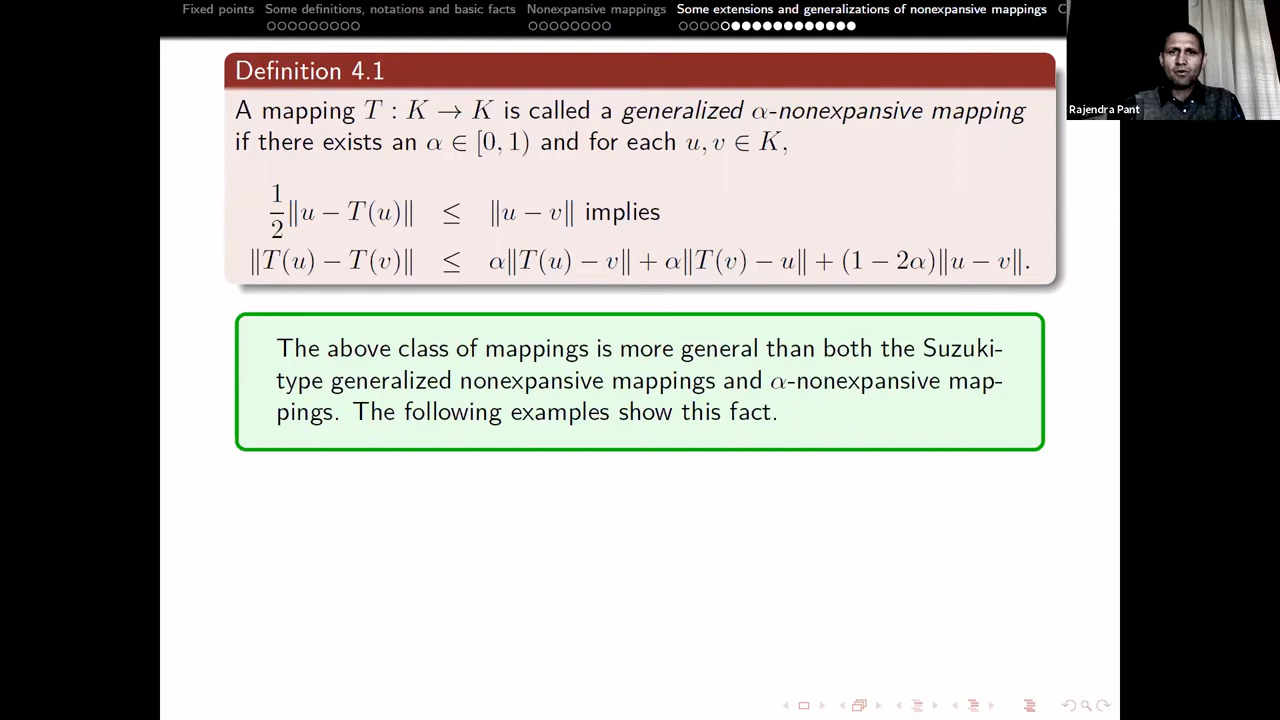 Fixed points Some definitions, notations and basic facts Nonexpansive mappings Some extensions and generalizations of nonexpansive mappings C
Rajendra Pant
Definition 4.1
A mapping T : K → K is called a generalized α-nonexpansive mapping
if there exists an α ∈ [0, 1) and for each u, v ∈ K,
1/2‖u − T(u)‖ ≤ ‖u − v‖ implies
‖T(u) − T(v)‖ ≤ α‖T(u) − v‖ + α‖T(v) − u‖ + (1 − 2α)‖u − v‖.
The above class of mappings is more general than both the Suzuki-
type generalized nonexpansive mappings and α-nonexpansive map-
pings. The following examples show this fact.